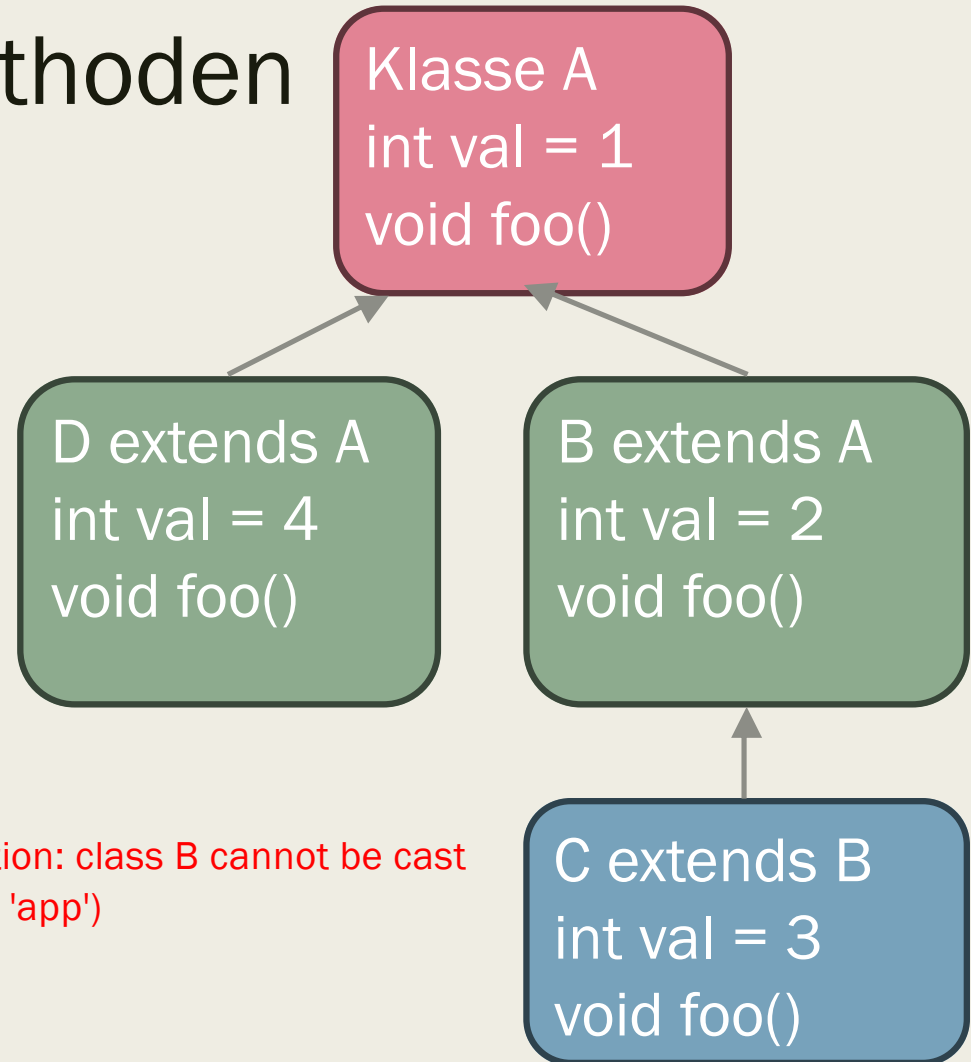 thoden
Klasse A
int val = 1
void foo()
D extends A
int val = 4
void foo()
B extends A
int val = 2
void foo()
tion: class B cannot be cast
'app')
C extends B
int val = 3
void foo()